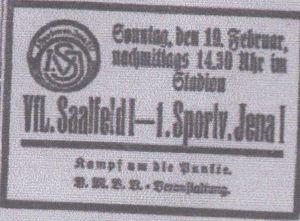 Sonntag, den 10. Februar,
nachmittags 14.30 Uhr im
Stadion
VfL. Saalfeld I—1. Sportv. Jena I
Kampf um die Punkte.
V. M. B. V. - Veranstaltung.